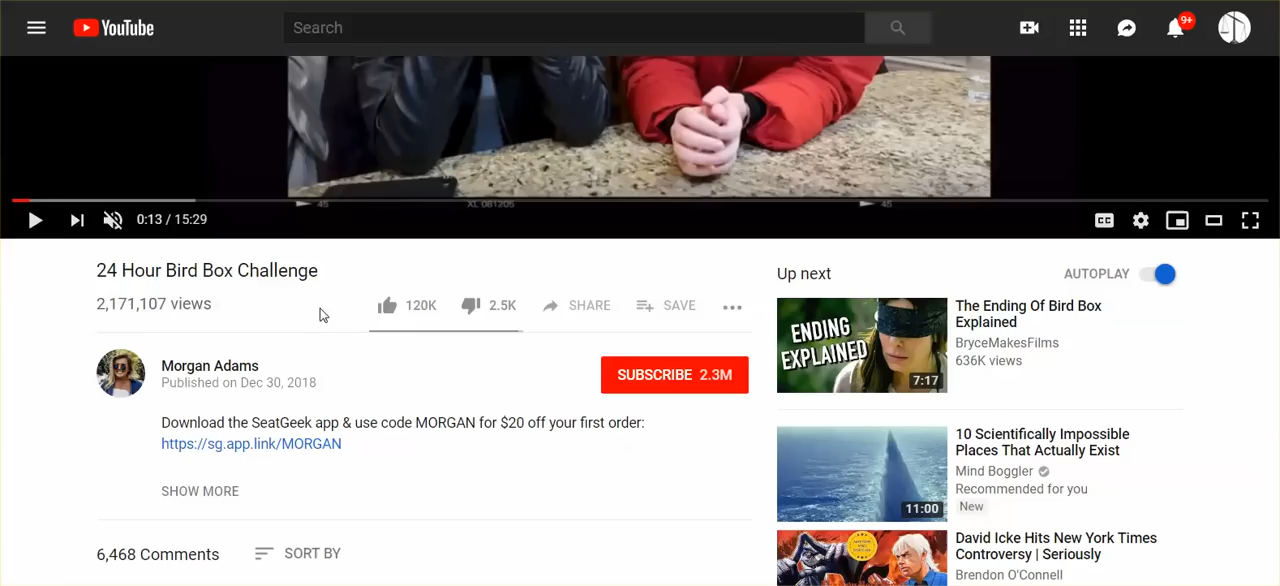 YouTube
Search
9+
45
XL 081205
45
0:13 / 15:29
CC
24 Hour Bird Box Challenge
2,171,107 views
120K
2.5K
SHARE
SAVE
Morgan Adams
Published on Dec 30, 2018
SUBSCRIBE 2.3M
Download the SeatGeek app & use code MORGAN for $20 off your first order:
https://sg.app.link/MORGAN
SHOW MORE
6,468 Comments
SORT BY
Up next
AUTOPLAY
ENDING
EXPLAINED
7:17
The Ending Of Bird Box
Explained
BryceMakesFilms
636K views
11:00
10 Scientifically Impossible
Places That Actually Exist
Mind Boggler
Recommended for you
New
David Icke Hits New York Times
Controversy | Seriously
Brendon O'Connell